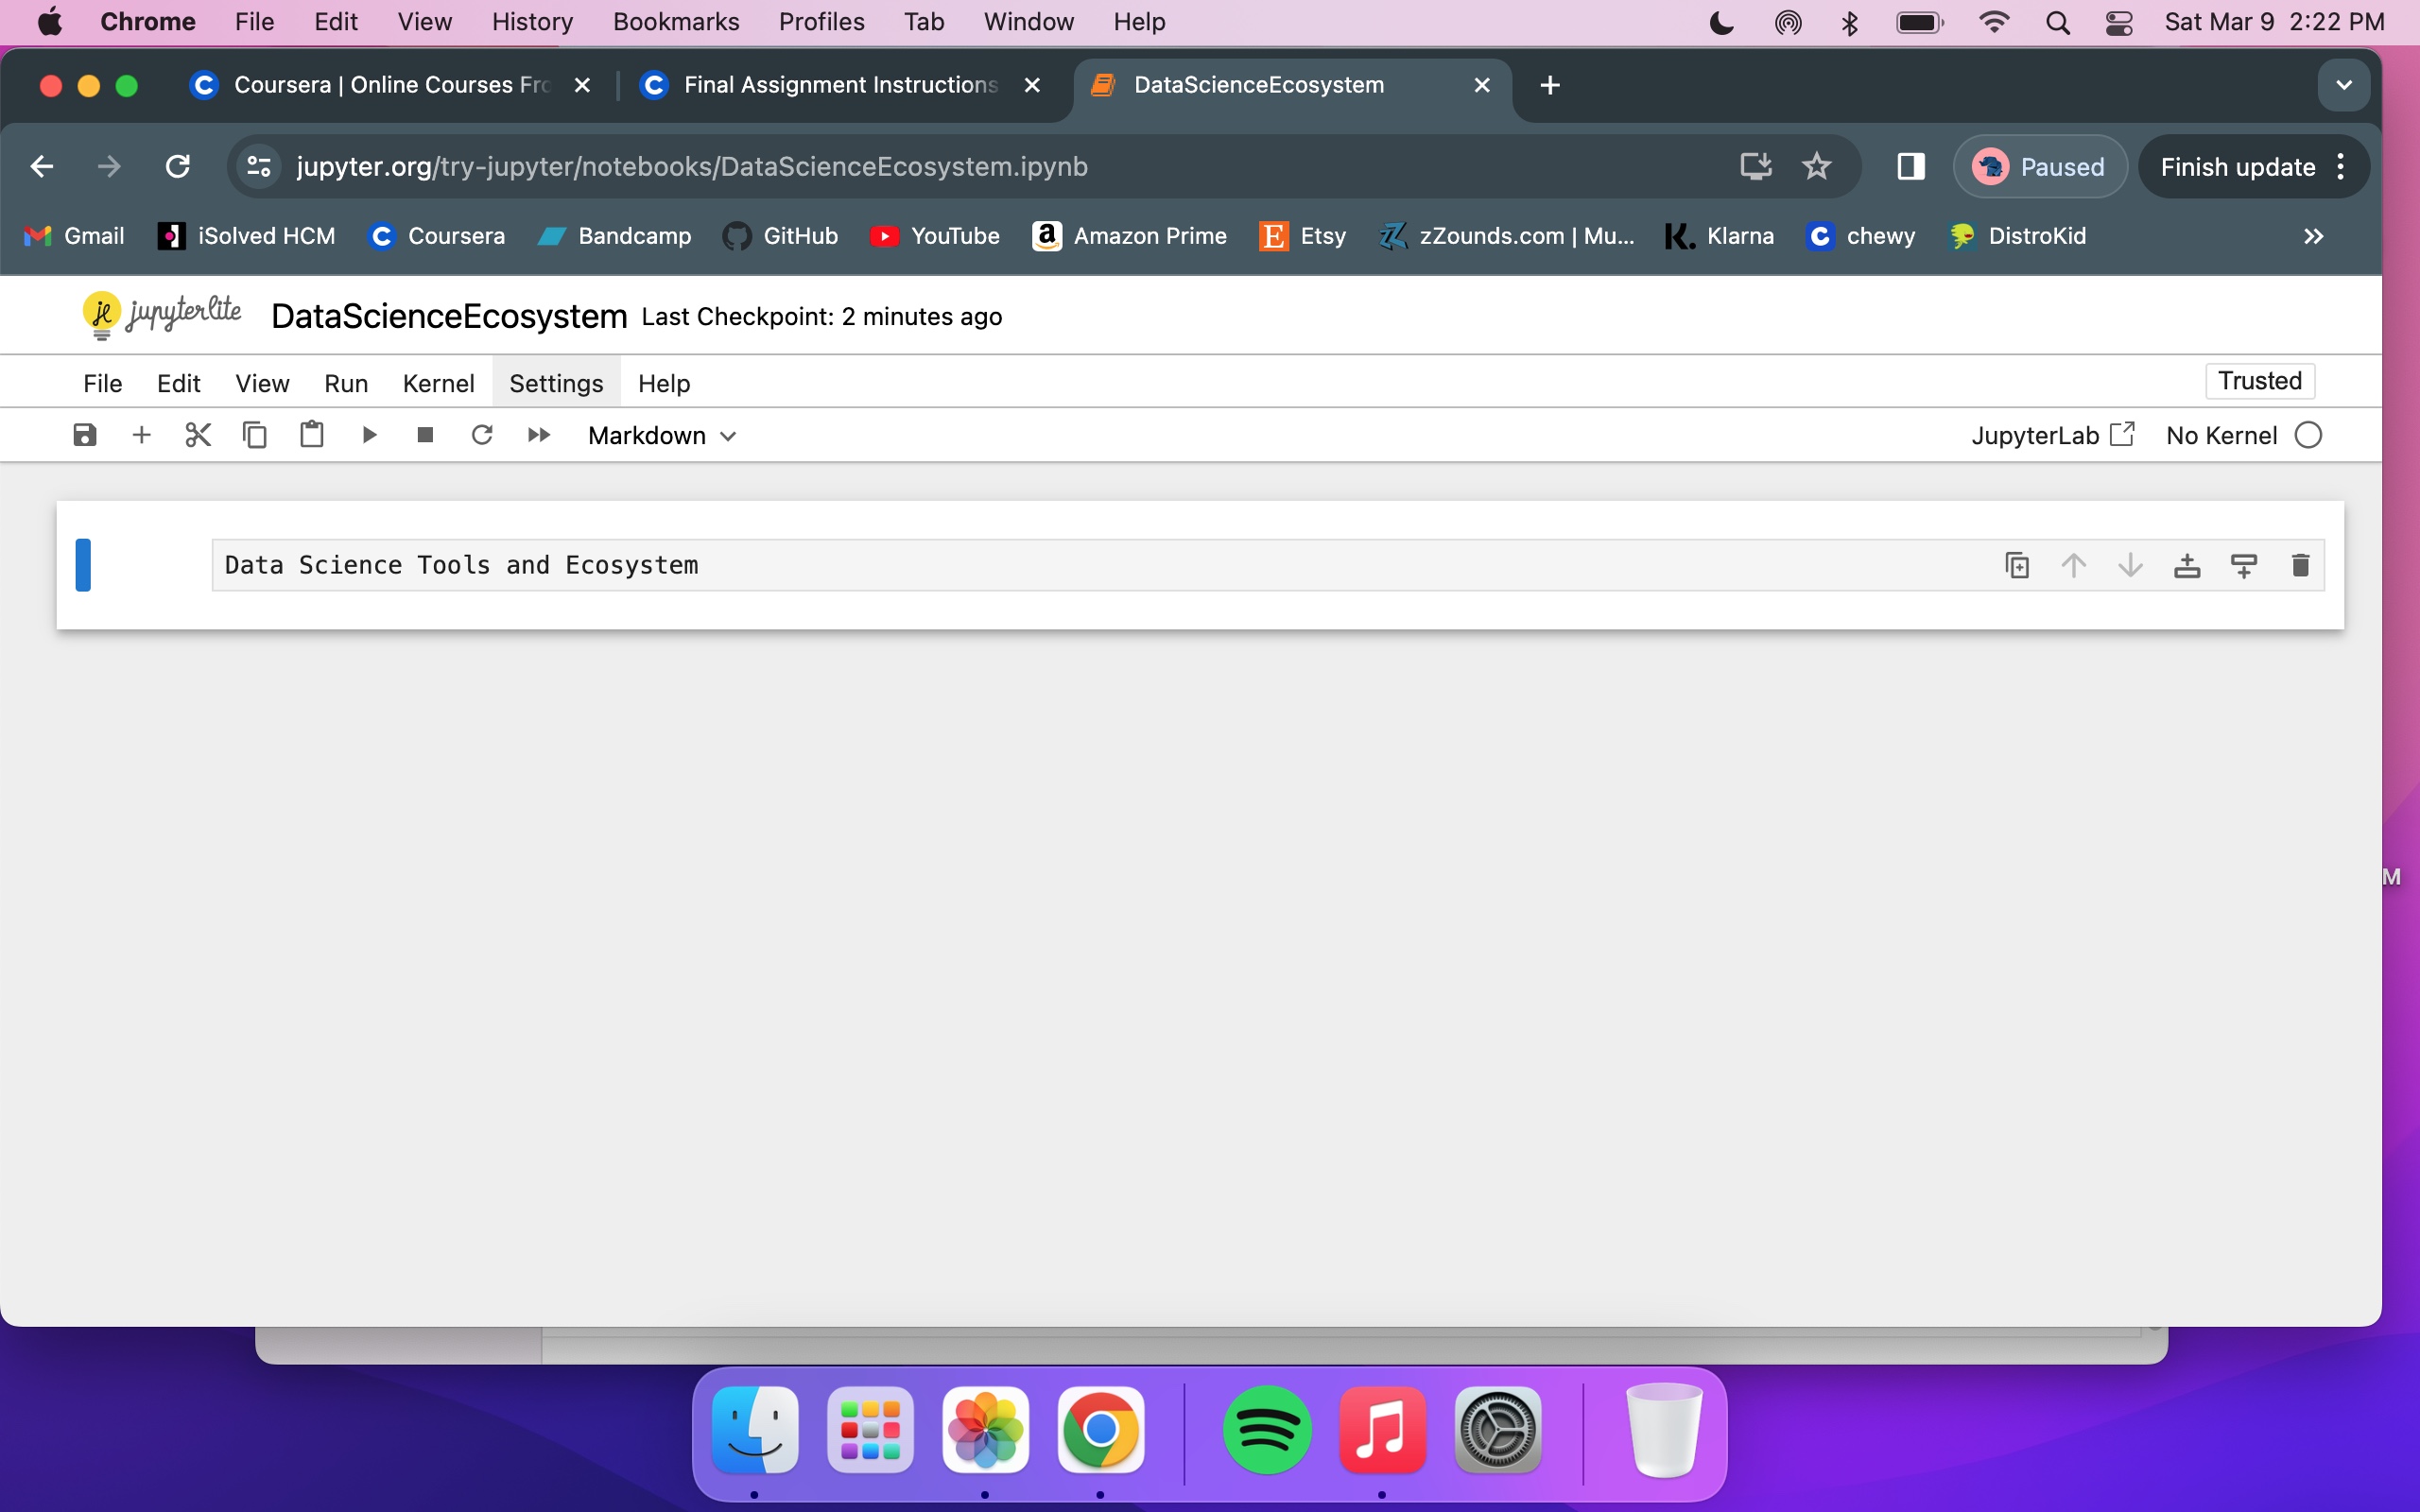 Chrome File Edit View History Bookmarks Profiles Tab Window Help Sat Mar 9 2:22 PM
Coursera | Online Courses Fro Final Assignment Instructions DataScienceEcosystem
jupyter.org/try-jupyter/notebooks/DataScienceEcosystem.ipynb Paused Finish update
Gmail iSolved HCM Coursera Bandcamp GitHub YouTube Amazon Prime Etsy zZounds.com | Mu... Klarna chewy DistroKid
jupyterlite DataScienceEcosystem Last Checkpoint: 2 minutes ago
File Edit View Run Kernel Settings Help Trusted
Markdown JupyterLab No Kernel
Data Science Tools and Ecosystem
M